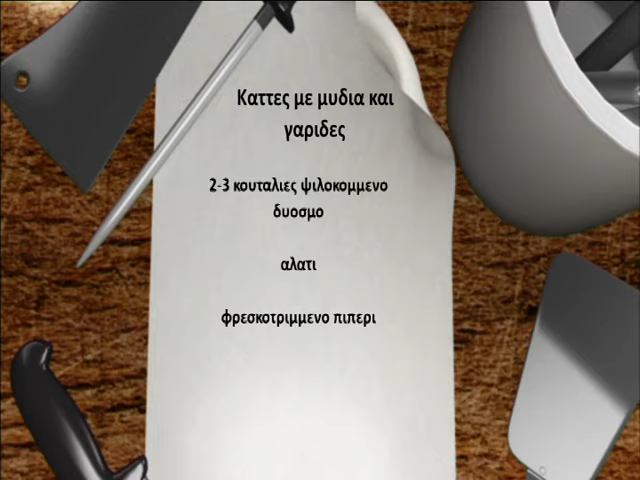 Καττες με μυδια και
γαριδες
2-3 κουταλιες ψιλοκομμενο
δυοσμο
αλατι
φρεσκοτριμμενο πιπερι